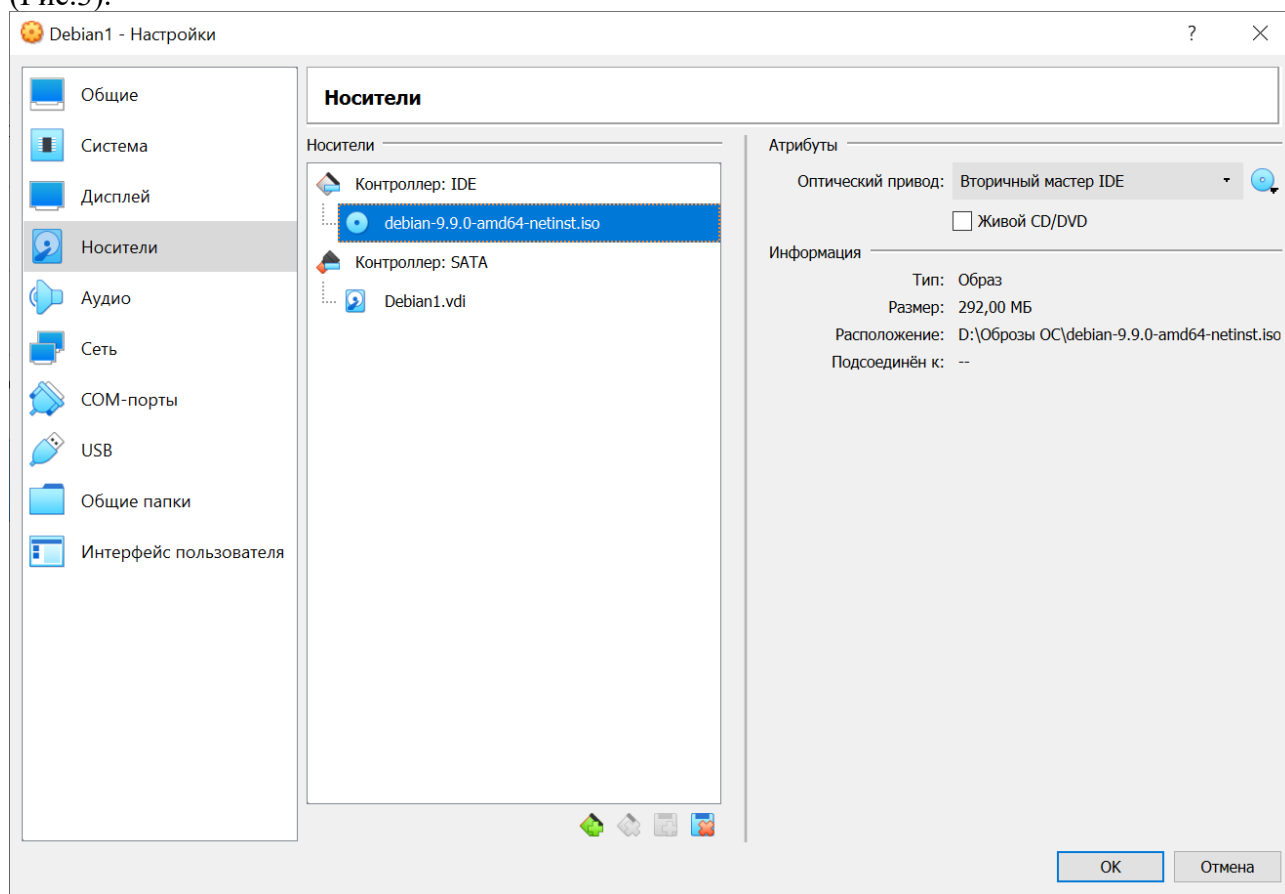 (Рис.3).
Debian1 - Настройки
?
Общие
Система
Дисплей
Носители
Аудио
Сеть
COM-порты
USB
Общие папки
Интерфейс пользователя
Носители
Носители
Контроллер: IDE
debian-9.9.0-amd64-netinst.iso
Контроллер: SATA
Debian1.vdi
Атрибуты
Оптический привод: Вторичный мастер IDE
Живой CD/DVD
Информация
Тип: Образ
Размер: 292,00 МБ
Расположение: D:\Оброзы ОС\debian-9.9.0-amd64-netinst.iso
Подсоединён к: --
OK
Отмена